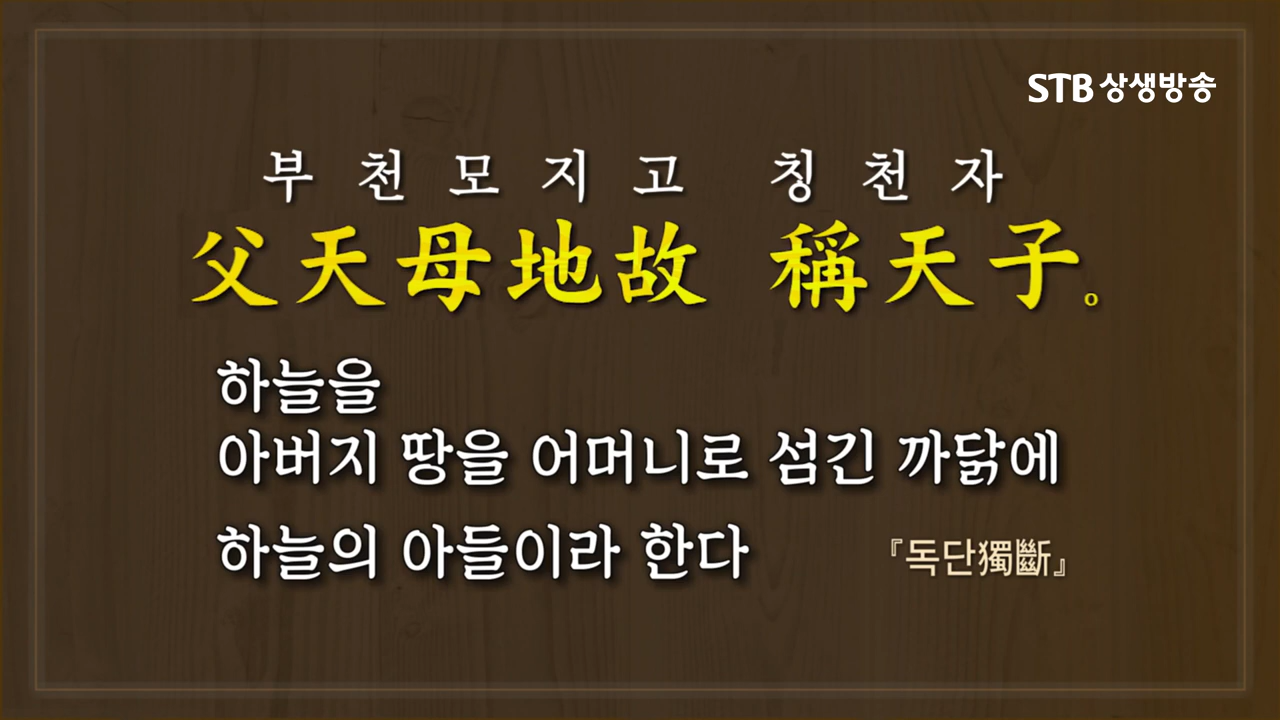 STB 상생방송
부 천 모 지 고 칭 천 자
父天母地故 稱天子。
하늘을
아버지 땅을 어머니로 섬긴 까닭에
하늘의 아들이라 한다
『독단獨斷』